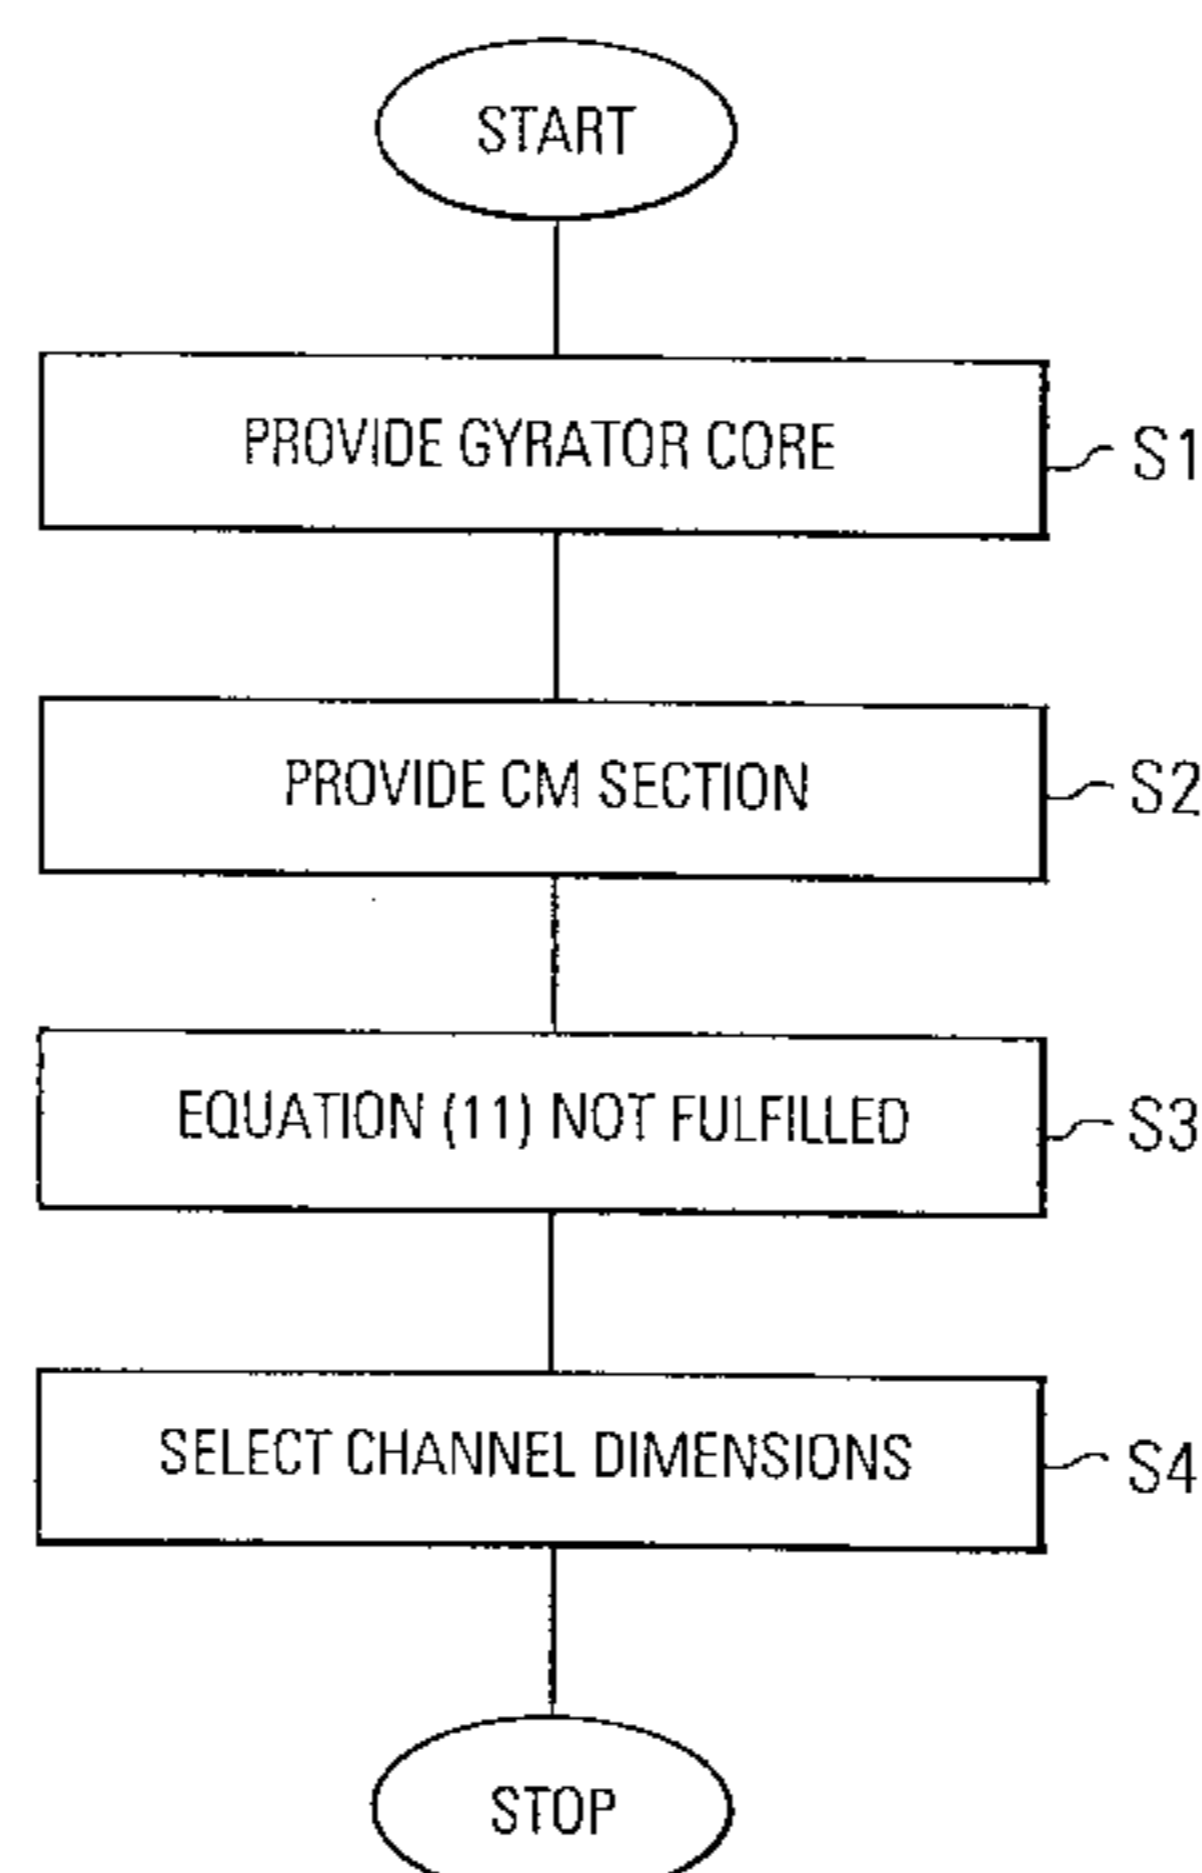 START
PROVIDE GYRATOR CORE
S1
PROVIDE CM SECTION
S2
EQUATION (11) NOT FULFILLED
S3
SELECT CHANNEL DIMENSIONS
S4
STOP